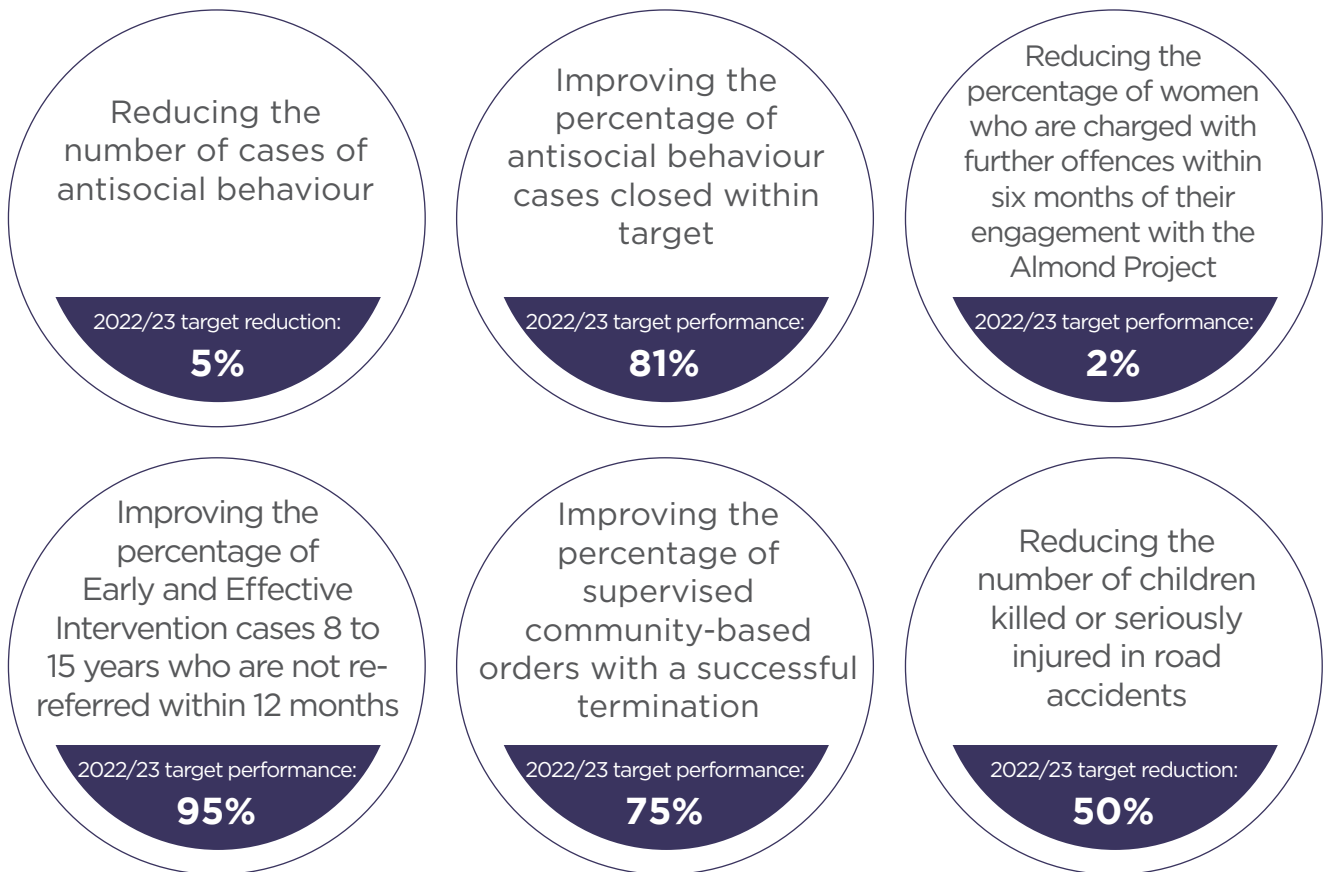 Reducing the
number of cases of
antisocial behaviour
2022/23 target reduction:
5%
Improving the
percentage of
antisocial behaviour
cases closed within
target
2022/23 target performance:
81%
Reducing the
percentage of women
who are charged with
further offences within
six months of their
engagement with the
Almond Project
2022/23 target performance:
2%
Improving the
percentage of
Early and Effective
Intervention cases 8 to
15 years who are not re-
referred within 12 months
2022/23 target performance:
95%
Improving the
percentage of
supervised
community-based
orders with a successful
termination
2022/23 target performance:
75%
Reducing the
number of children
killed or seriously
injured in road
accidents
2022/23 target reduction:
50%